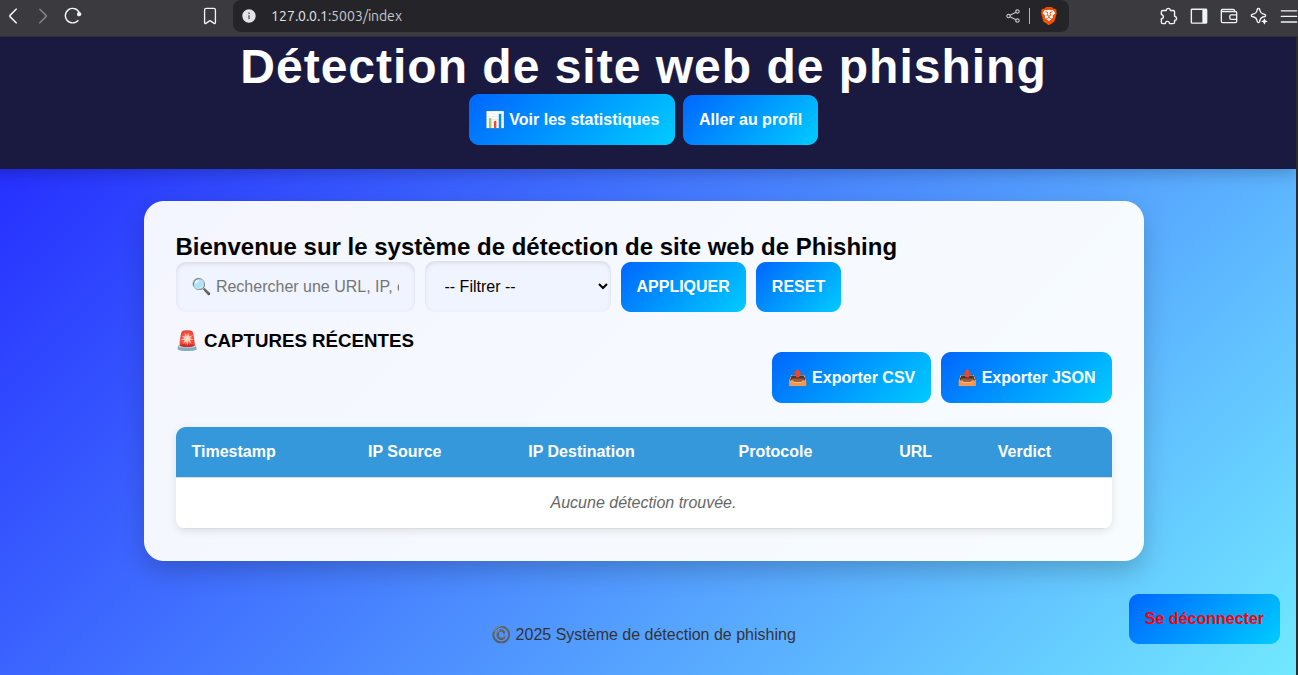 127.0.0.1:5003/index
Détection de site web de phishing
📊 Voir les statistiques Aller au profil
Bienvenue sur le système de détection de site web de Phishing
🔍 Rechercher une URL, IP, -- Filtrer -- APPLIQUER RESET
🚨 CAPTURES RÉCENTES
📤 Exporter CSV 📤 Exporter JSON
Timestamp IP Source IP Destination Protocole URL Verdict
Aucune détection trouvée.
Se déconnecter
© 2025 Système de détection de phishing